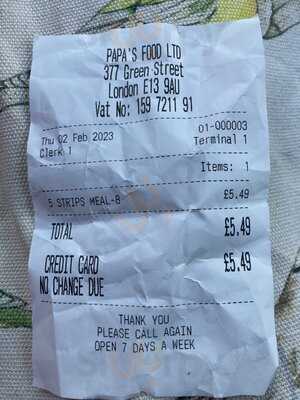 PAPA'S FOOD LTD
377 Green Street
London E13 9AU
Vat No: 159 7211 91
Thu 02 Feb 2023 01-000003
Clerk 1 Terminal 1
Items: 1
5 STRIPS MEAL-B £5.49
TOTAL £5.49
CREDIT CARD £5.49
NO CHANGE DUE
THANK YOU
PLEASE CALL AGAIN
OPEN 7 DAYS A WEEK